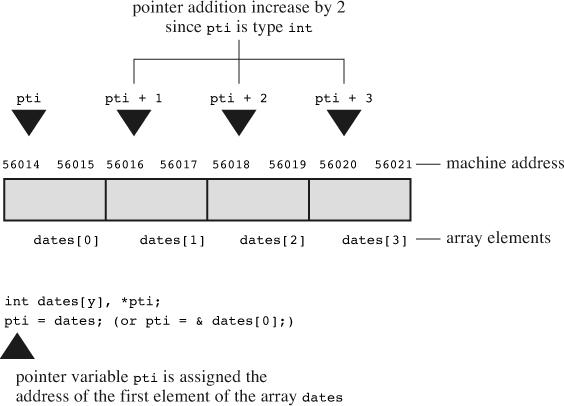 pointer addition increase by 2
since pti is type int
pti pti + 1 pti + 2 pti + 3
56014 56015 56016 56017 56018 56019 56020 56021 machine address
dates[0] dates[1] dates[2] dates[3] array elements
int dates[y], *pti;
pti = dates; (or pti = & dates[0];)
pointer variable pti is assigned the
address of the first element of the array dates